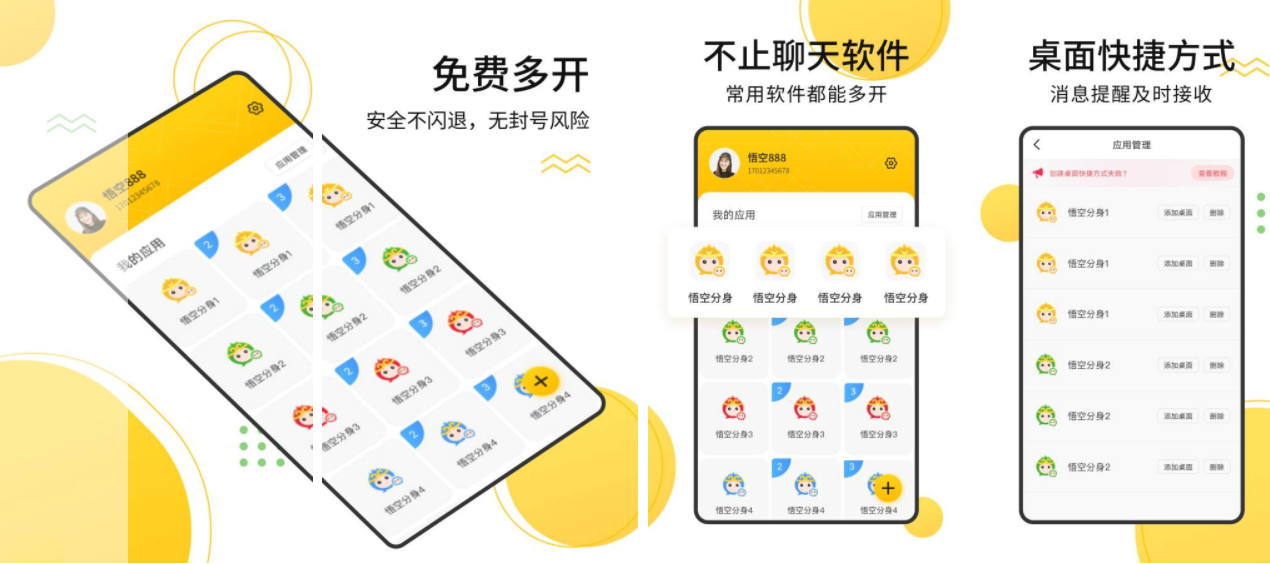 免费多开
安全不闪退，无封号风险
悟空888
17012345678
应用管理
我的应用
2
3
悟空分身1
悟空分身1
悟空分身1
2
3
悟空分身2
悟空分身2
悟空分身2
2
3
悟空分身3
悟空分身3
悟空分身3
2
3
悟空分身4
悟空分身4
悟空分身4
不止聊天软件
常用软件都能多开
悟空888
17012345678
我的应用
应用管理
悟空分身 悟空分身 悟空分身 悟空分身
悟空分身2 悟空分身2 悟空分身2
2 3
悟空分身3 悟空分身3 悟空分身3
2 3
悟空分身4 悟空分身4 悟空分身4
桌面快捷方式
消息提醒及时接收
应用管理
创建桌面快捷方式失败？ 查看教程
悟空分身1 添加桌面 删除
悟空分身1 添加桌面 删除
悟空分身1 添加桌面 删除
悟空分身2 添加桌面 删除
悟空分身2 添加桌面 删除
悟空分身2 添加桌面 删除